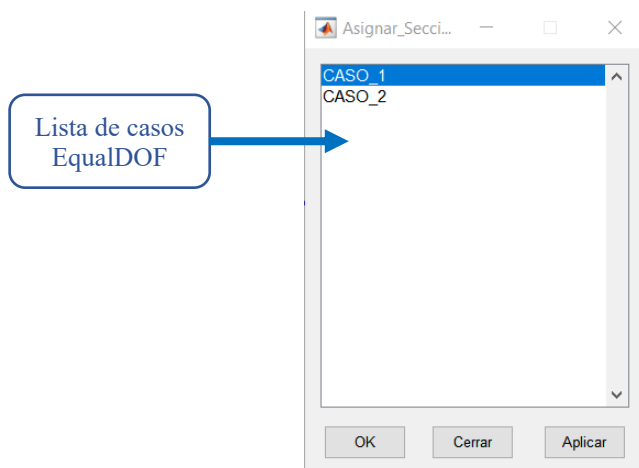 Asignar_Secci...
CASO_1
CASO_2
Lista de casos
EqualDOF
OK
Cerrar
Aplicar